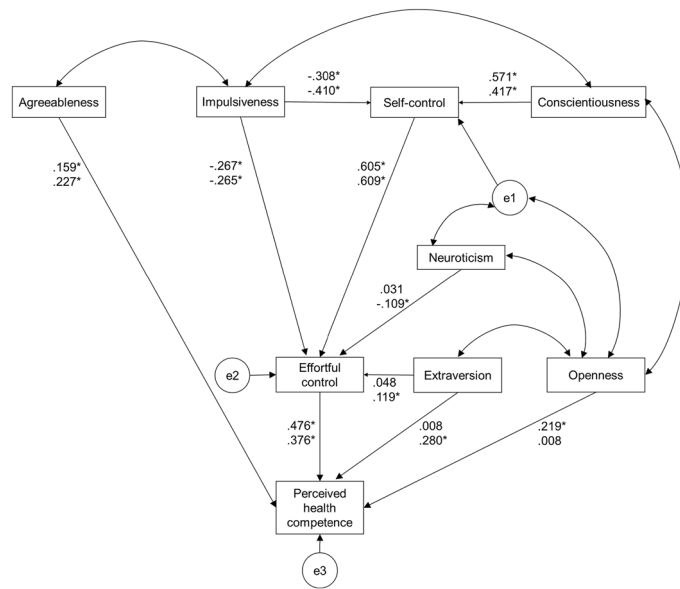 -.308*
-.410*
.571*
.417*
Agreeableness
Impulsiveness
Self-control
Conscientiousness
.159*
.227*
-.267*
-.265*
.605*
.609*
e1
Neuroticism
.031
-.109*
e2
Effortful
control
.048
.119*
Extraversion
Openness
.476*
.376*
.008
.280*
.219*
.008
Perceived
health
competence
e3